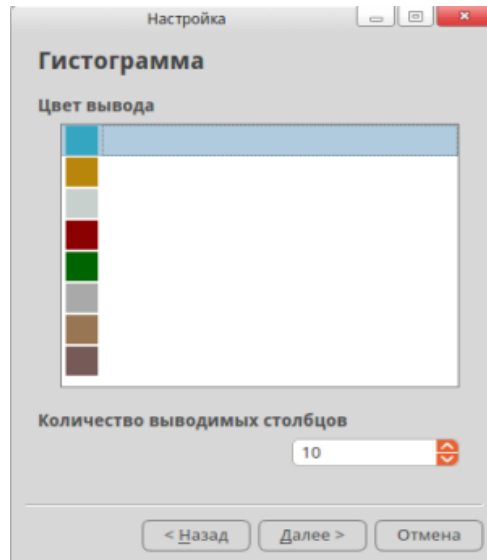 Настройка
Гистограмма
Цвет вывода
Количество выводимых столбцов
10
< Назад
Далее >
Отмена